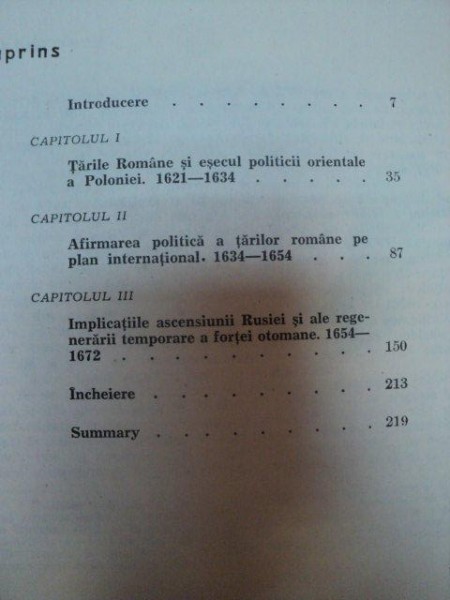 uprins
Introducere . . . . . . . . 7
CAPITOLUL I
Țările Române și eșecul politicii orientale
a Poloniei. 1621—1634 . . . . . 35
CAPITOLUL II
Afirmarea politică a țărilor române pe
plan internațional. 1634—1654 . . . 87
CAPITOLUL III
Implicațiile ascensiunii Rusiei și ale rege-
nerării temporare a forței otomane. 1654—
1672 . . . . . . . . . . 150
Încheiere . . . . . . . . . 213
Summary . . . . . . . . . 219